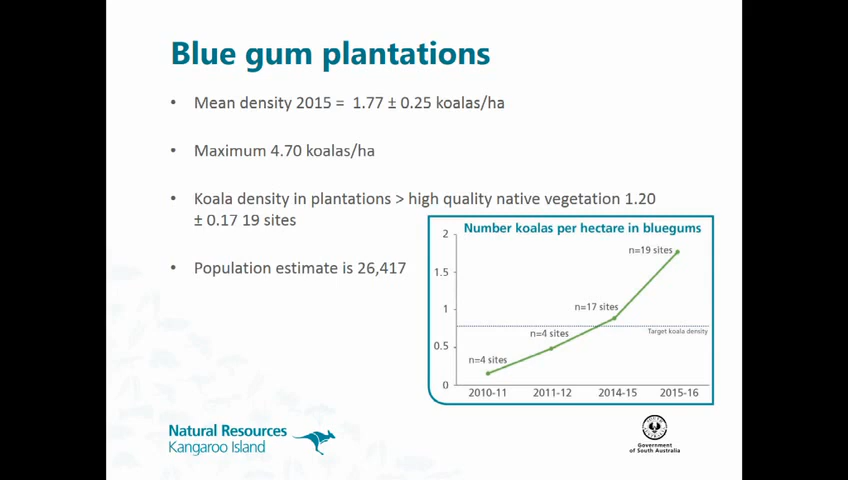 Blue gum plantations
• Mean density 2015 = 1.77 ± 0.25 koalas/ha
• Maximum 4.70 koalas/ha
• Koala density in plantations > high quality native vegetation 1.20
± 0.17 19 sites
• Population estimate is 26,417
Number koalas per hectare in bluegums
2
1.5
1
0.5
0
n=19 sites
n=17 sites
n=4 sites
n=4 sites
Target koala density
2010-11 2011-12 2014-15 2015-16
Natural Resources
Kangaroo Island
Government
of South Australia